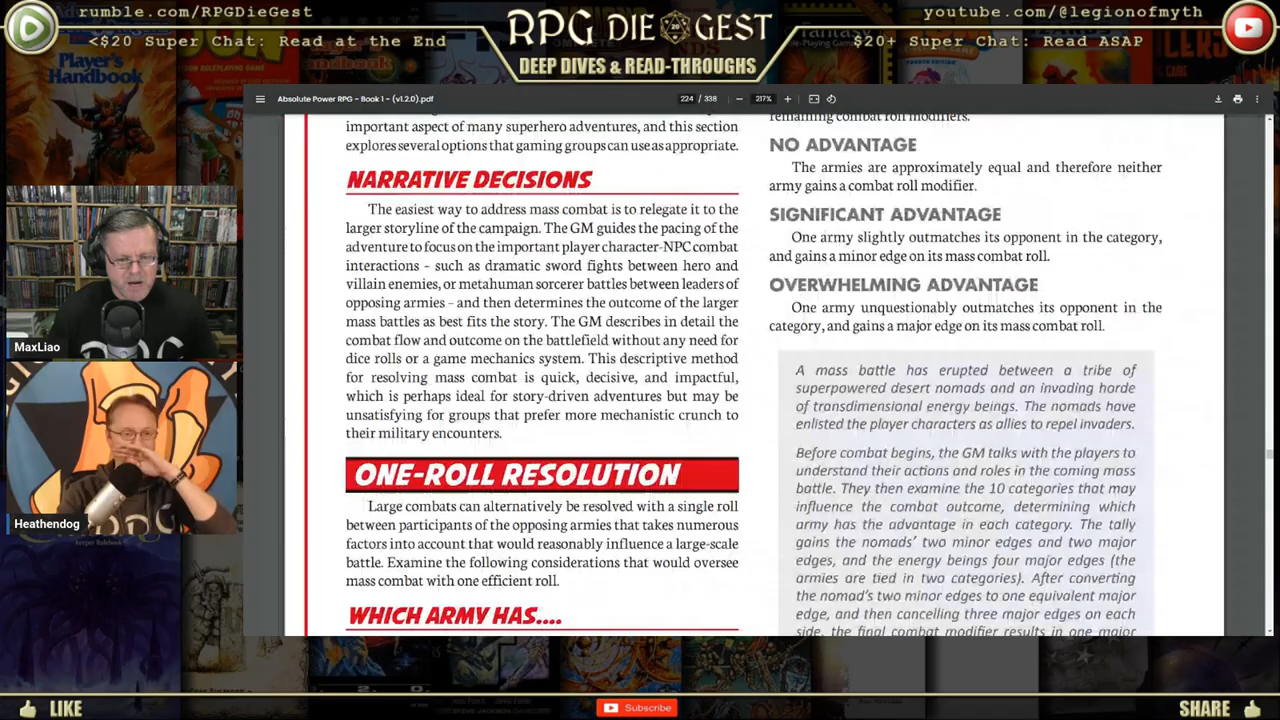 rumble.com/RPGDieGest
<$20 Super Chat: Read at the End
RPG DIE GEST
DEEP DIVES & READ-THROUGHS
youtube.com/@legionofmyth
$20+ Super Chat: Read ASAP
Player's
Handbook
Absolute Power RPG - Book 1 - (v1.2.0).pdf
224 / 338
217%
important aspect of many superhero adventures, and this section
explores several options that gaming groups can use as appropriate.
NARRATIVE DECISIONS
The easiest way to address mass combat is to relegate it to the
larger storyline of the campaign. The GM guides the pacing of the
adventure to focus on the important player character-NPC combat
interactions – such as dramatic sword fights between hero and
villain enemies, or metahuman sorcerer battles between leaders of
opposing armies – and then determines the outcome of the larger
mass battles as best fits the story. The GM describes in detail the
combat flow and outcome on the battlefield without any need for
dice rolls or a game mechanics system. This descriptive method
for resolving mass combat is quick, decisive, and impactful,
which is perhaps ideal for story-driven adventures but may be
unsatisfying for groups that prefer more mechanistic crunch to
their military encounters.
ONE-ROLL RESOLUTION
Large combats can alternatively be resolved with a single roll
between participants of the opposing armies that takes numerous
factors into account that would reasonably influence a large-scale
battle. Examine the following considerations that would oversee
mass combat with one efficient roll.
WHICH ARMY HAS....
remaining combat roll modifiers.
NO ADVANTAGE
The armies are approximately equal and therefore neither
army gains a combat roll modifier.
SIGNIFICANT ADVANTAGE
One army slightly outmatches its opponent in the category,
and gains a minor edge on its mass combat roll.
OVERWHELMING ADVANTAGE
One army unquestionably outmatches its opponent in the
category, and gains a major edge on its mass combat roll.
A mass battle has erupted between a tribe of
superpowered desert nomads and an invading horde
of transdimensional energy beings. The nomads have
enlisted the player characters as allies to repel invaders.
Before combat begins, the GM talks with the players to
understand their actions and roles in the coming mass
battle. They then examine the 10 categories that may
influence the combat outcome, determining which
army has the advantage in each category. The tally
gains the nomads' two minor edges and two major
edges, and the energy beings four major edges (the
armies are tied in two categories). After converting
the nomad's two minor edges to one equivalent major
edge, and then cancelling three major edges on each
side, the final combat modifier results in one major
MaxLiao
Heathendog
LIKE
Subscribe
SHARE